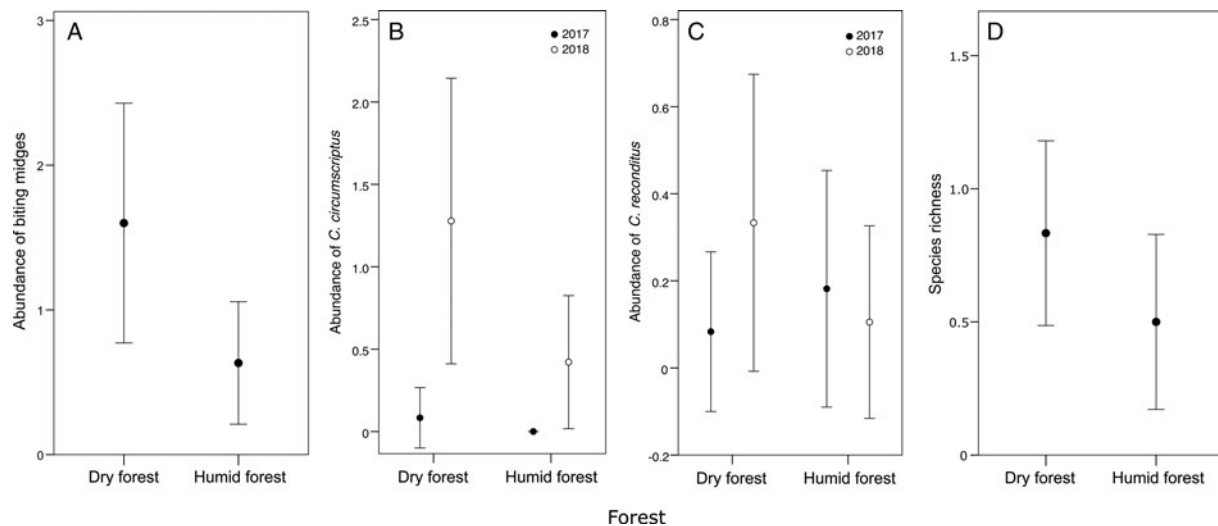 A
Abundance of biting midges
3
2
1
0
Dry forest
Humid forest
B
2017
2018
Abundance of C. circumscriptus
2.5
2.0
1.5
1.0
0.5
0
Dry forest
Humid forest
C
2017
2018
Abundance of C. reconditus
0.8
0.6
0.4
0.2
0
-0.2
Dry forest
Humid forest
D
Species richness
1.5
1.0
0.5
0
Dry forest
Humid forest
Forest